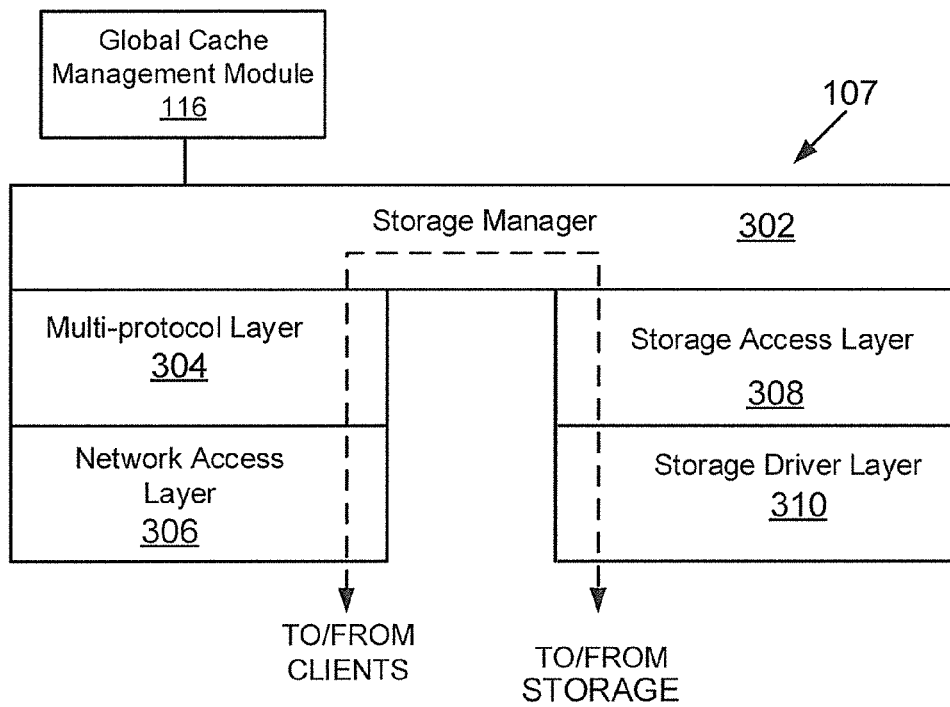 Global Cache
Management Module
116
107
Storage Manager
302
Multi-protocol Layer
304
Storage Access Layer
308
Network Access
Layer
306
Storage Driver Layer
310
TO/FROM
CLIENTS
TO/FROM
STORAGE